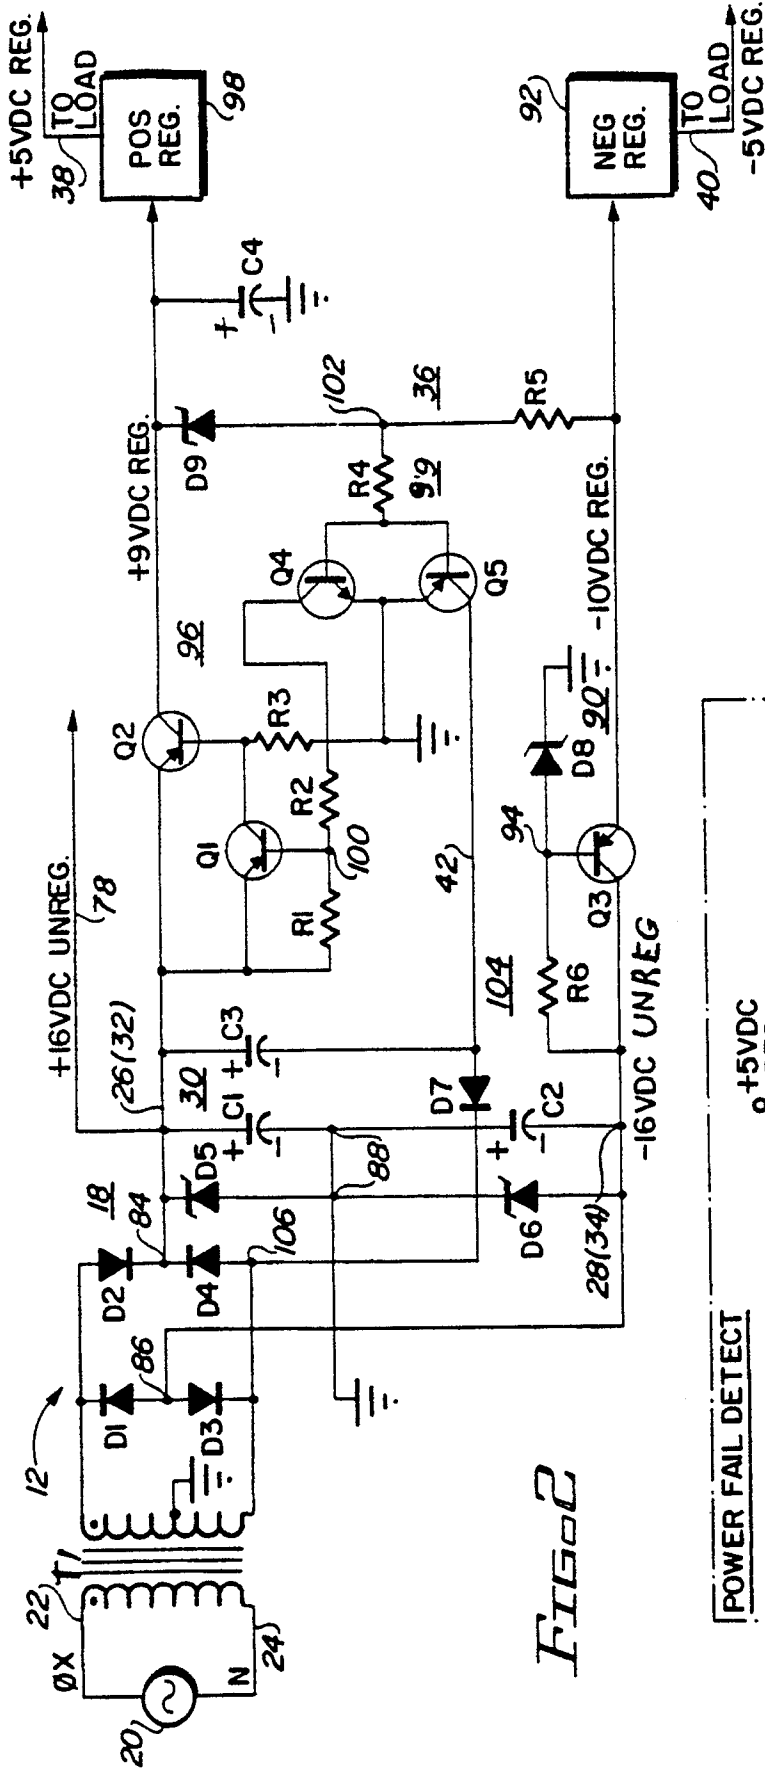 +5VDC REG.
38
TO
LOAD
POS
REG.
98
92
NEG
REG.
TO
LOAD
40
-5VDC REG.
C4
+
-
102
36
R5
D9
R4
99
+9VDC REG.
Q4
Q5
-10VDC REG.
96
Q2
R3
90
D8
+16VDC UNREG.
78
Q1
R2
100
R1
42
94
Q3
R6
104
-16VDC UNREG
26(32)
30
C3
+
-
C1
+
-
D7
C2
+
-
18
84
D5
88
D6
28(34)
D2
D4
106
12
D1
86
D3
T1
22
ØX
N
24
20
FIG. 2
POWER FAIL DETECT
+5VDC